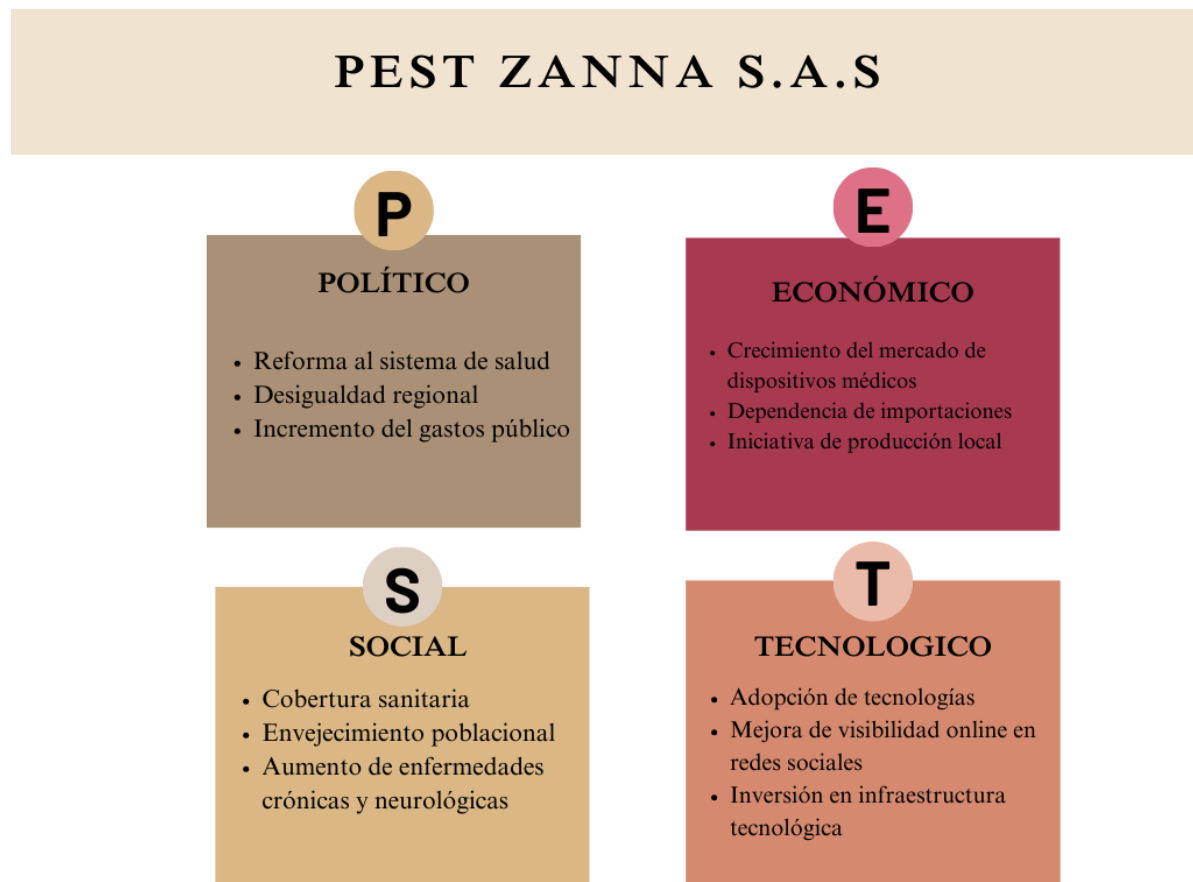 PEST ZANNA S.A.S
P
POLÍTICO
• Reforma al sistema de salud
• Desigualdad regional
• Incremento del gastos público
E
ECONÓMICO
• Crecimiento del mercado de
dispositivos médicos
• Dependencia de importaciones
• Iniciativa de producción local
S
SOCIAL
• Cobertura sanitaria
• Envejecimiento poblacional
• Aumento de enfermedades
crónicas y neurológicas
T
TECNOLOGICO
• Adopción de tecnologías
• Mejora de visibilidad online en
redes sociales
• Inversión en infraestructura
tecnológica